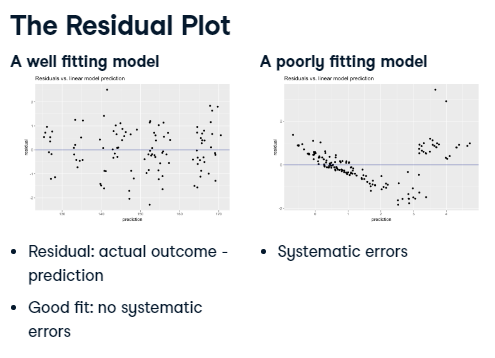 The Residual Plot
A well fitting model
A poorly fitting model
Residuals vs. linear model prediction
Residuals vs. linear model prediction
residual
prediction
residual
prediction
• Residual: actual outcome -
prediction
• Good fit: no systematic
errors
• Systematic errors